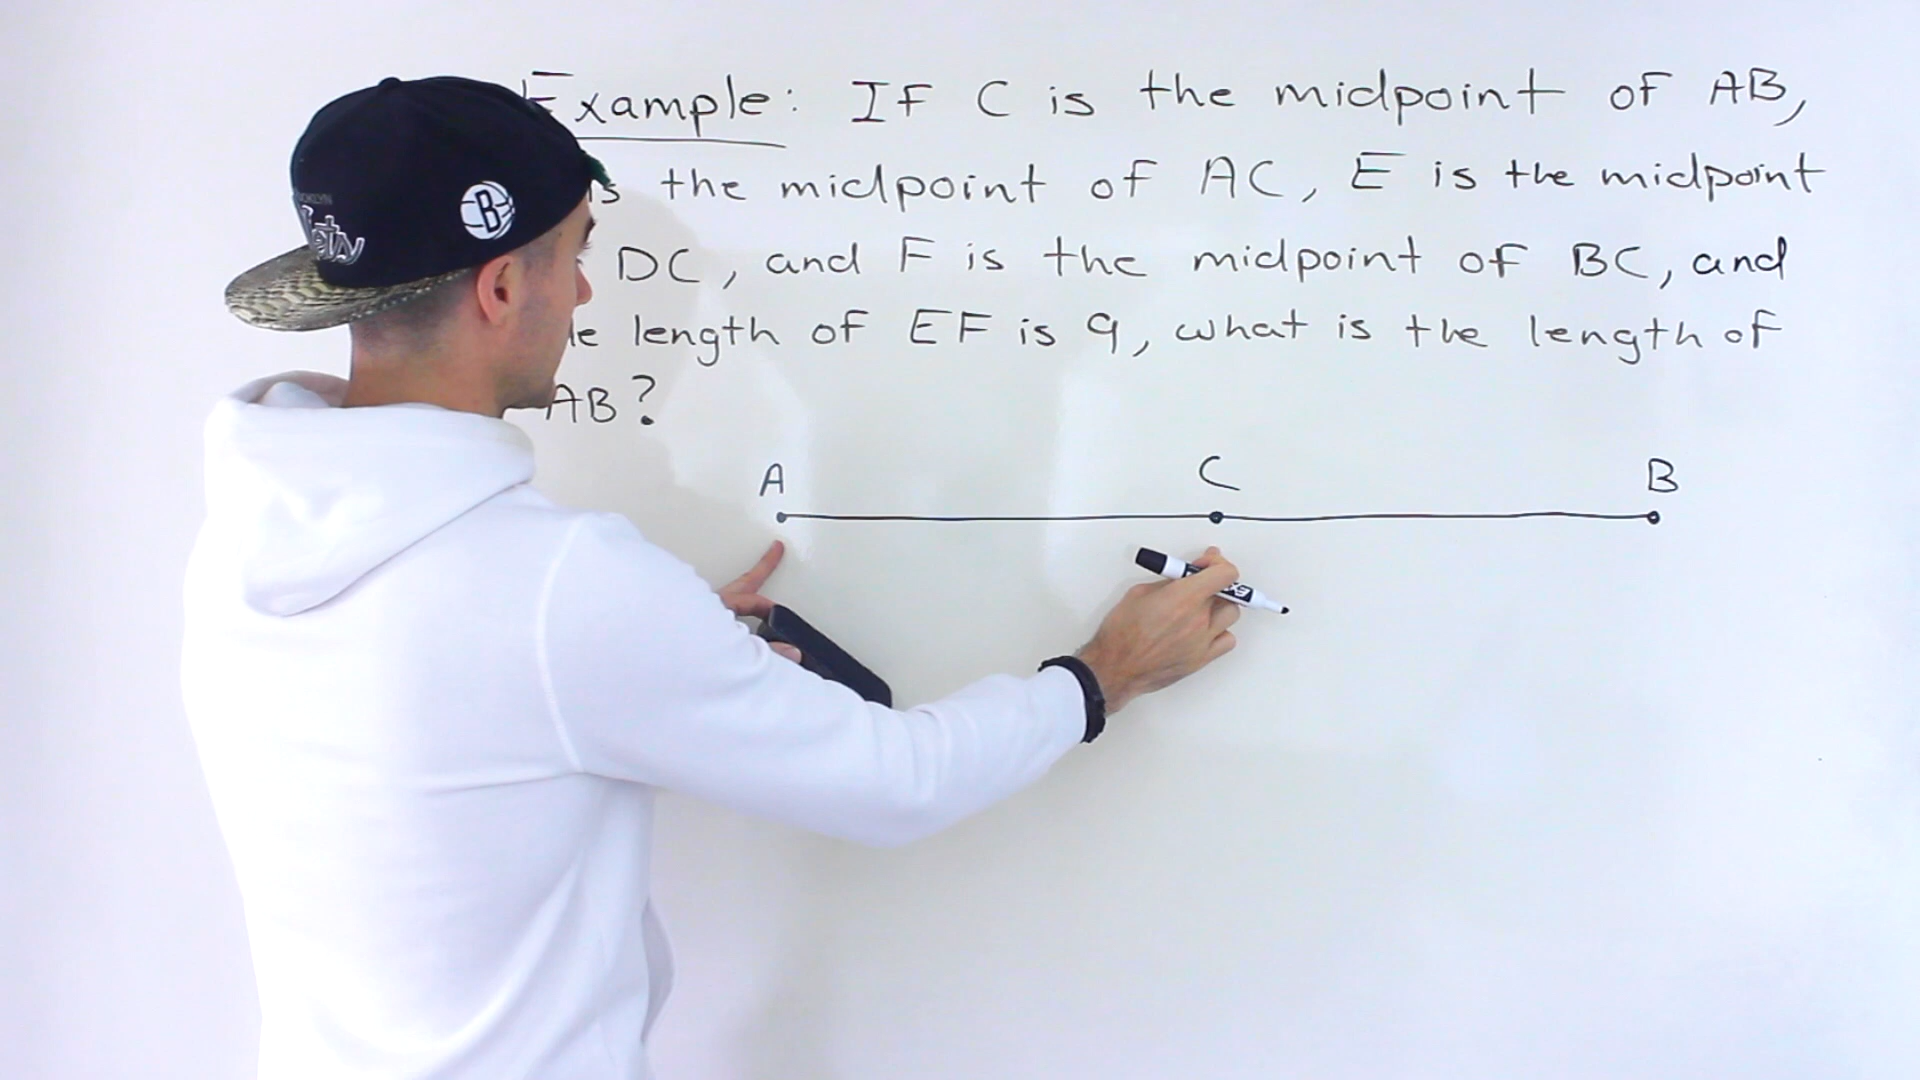 Example: If C is the midpoint of AB,
is the midpoint of AC, E is the midpoint
DC, and F is the midpoint of BC, and
length of EF is 9, what is the length of
AB?
A C B
B